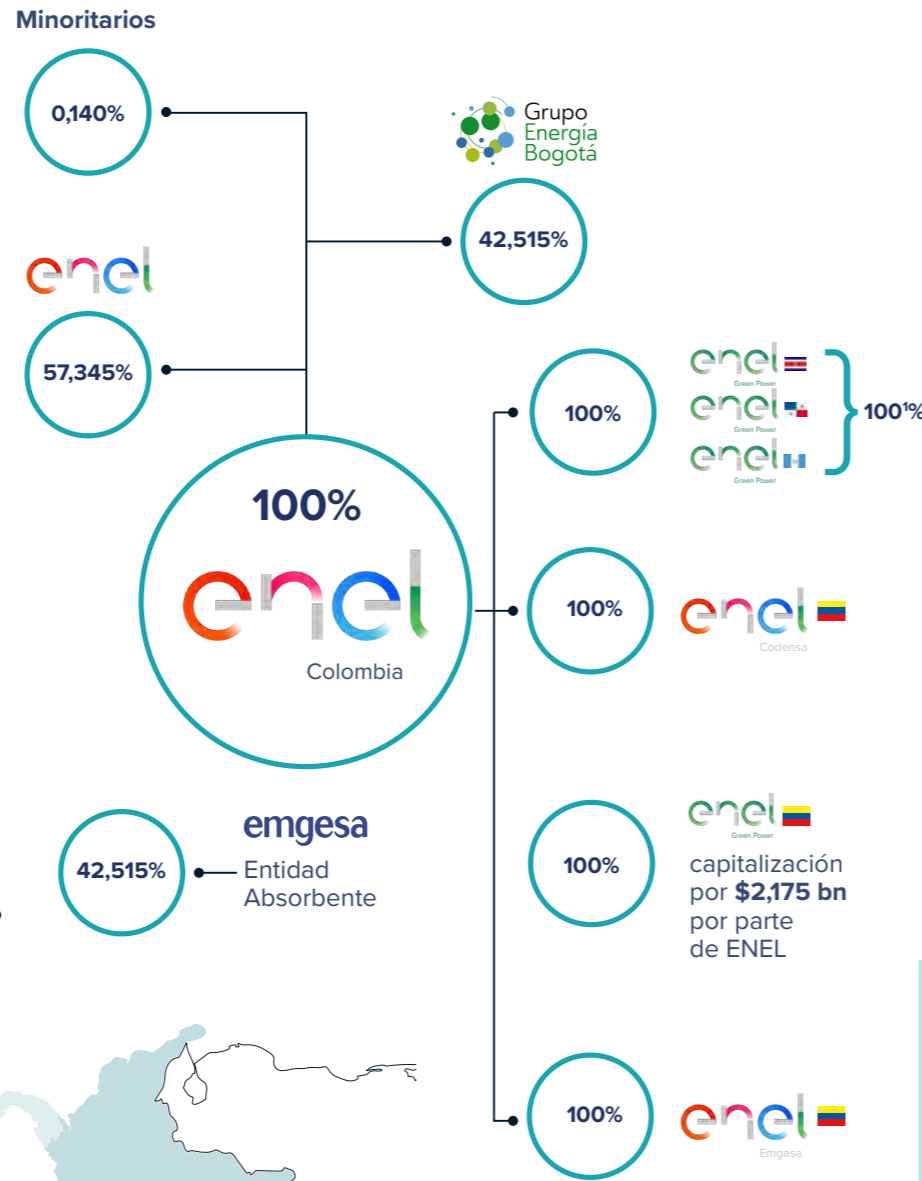 Minoritarios
0,140%
Grupo
Energía
Bogotá
42,515%
enel
57,345%
100%
enel
Green Power
enel
Green Power
enel
Green Power
100¹%
100%
enel
Colombia
100%
enel
Codensa
emgesa
42,515%
Entidad
Absorbente
100%
enel
Green Power
capitalización
por $2,175 bn
por parte
de ENEL
100%
enel
Emgasa